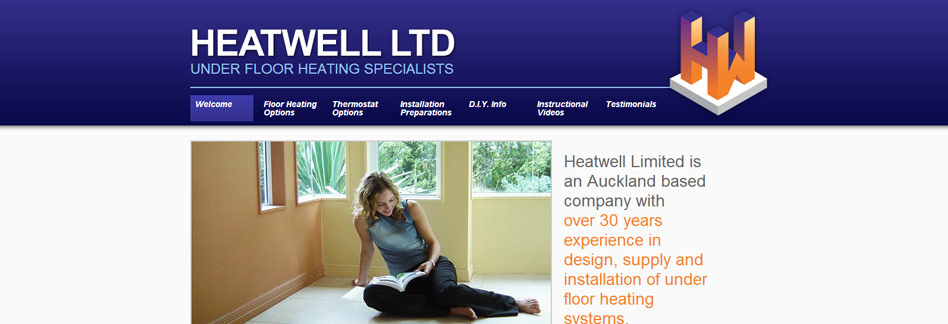 HEATWELL LTD
UNDER FLOOR HEATING SPECIALISTS
HW
Welcome
Floor Heating
Options
Thermostat
Options
Installation
Preparations
D.I.Y. Info
Instructional
Videos
Testimonials
Heatwell Limited is
an Auckland based
company with
over 30 years
experience in
design, supply and
installation of under
floor heating
systems.